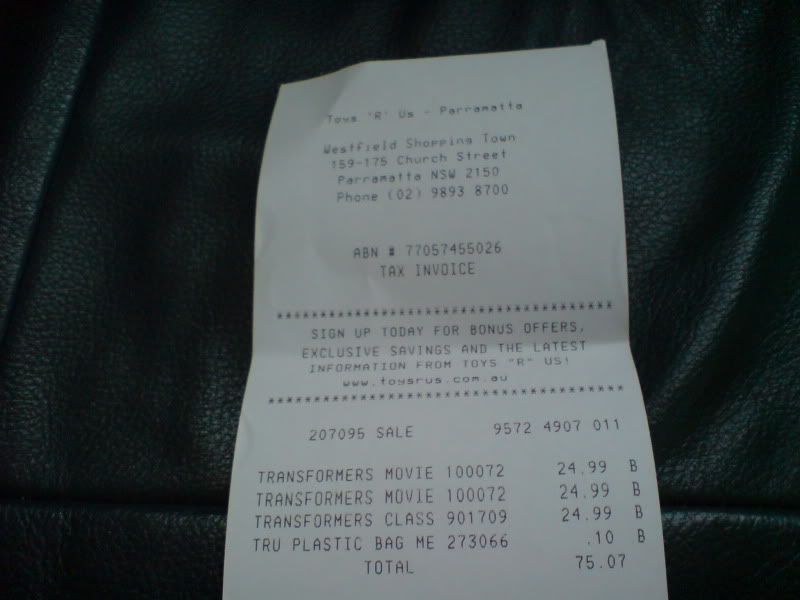 Toys 'R' Us - Parramatta
Westfield Shopping Town
159-175 Church Street
Parramatta NSW 2150
Phone (02) 9893 8700
ABN # 77057455026
TAX INVOICE
****************************************
SIGN UP TODAY FOR BONUS OFFERS,
EXCLUSIVE SAVINGS AND THE LATEST
INFORMATION FROM TOYS "R" US!
www.toysrus.com.au
****************************************
207095 SALE 9572 4907 011
TRANSFORMERS MOVIE 100072 24.99 B
TRANSFORMERS MOVIE 100072 24.99 B
TRANSFORMERS CLASS 901709 24.99 B
TRU PLASTIC BAG ME 273066 .10 B
TOTAL 75.07